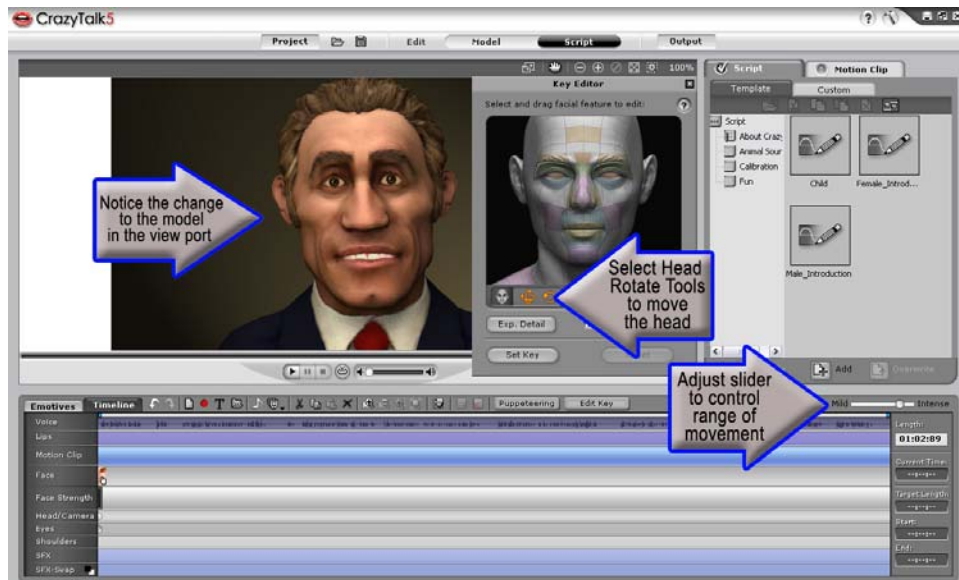 CrazyTalk5
Project
Edit
Model
Script
Output
100%
Key Editor
Select and drag facial feature to edit:
Exp. Detail
Set Key
Notice the change
to the model
in the view port
Select Head
Rotate Tools
to move
the head
Script
Motion Clip
Template
Custom
Script
About Craz
Animal Sour
Calibration
Fun
Child
Female_Introd...
Male_Introduction
Add
Overwrite
Adjust slider
to control
range of
movement
Mild
Intense
Emotives
Timeline
Puppeteering
Edit Key
Voice
Lips
Motion Clip
Face
Face Strength
Head/Camera
Eyes
Shoulders
SFX
SFX-Swap
Length:
01:02:89
Current Time:
--:--:--
Target Length:
--:--:--
Start:
--:--:--
End:
--:--:--